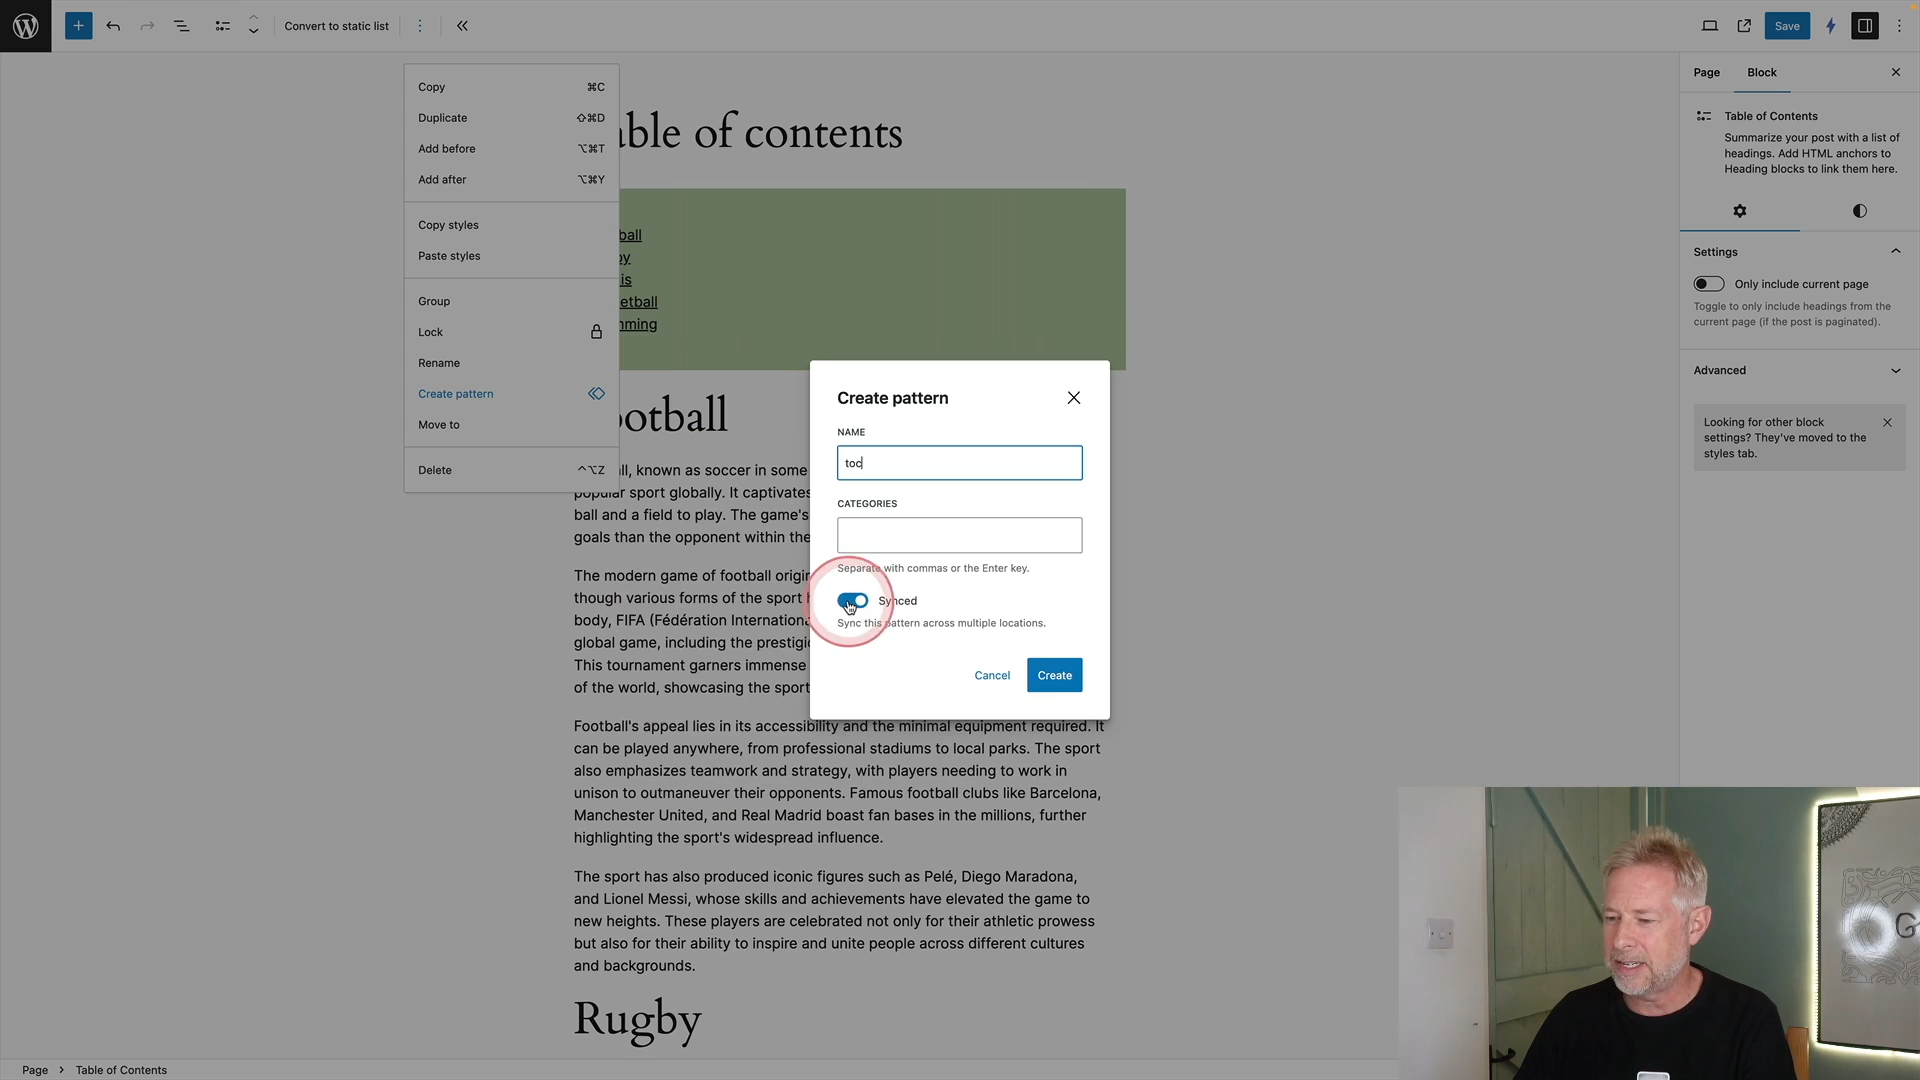 Convert to static list
Save
Copy ⌘C
Duplicate ⇧⌘D
Add before ⌥⌘T
Add after ⌥⌘Y
Copy styles
Paste styles
Group
Lock
Rename
Create pattern
Move to
Delete ^⌥Z
able of contents
ball
by
is
etball
mming
ootball
ll, known as soccer in some
popular sport globally. It captivates
ball and a field to play. The game's
goals than the opponent within the
The modern game of football origin
though various forms of the sport h
body, FIFA (Fédération Internationa
global game, including the prestigio
This tournament garners immense
of the world, showcasing the sport
Football's appeal lies in its accessibility and the minimal equipment required. It
can be played anywhere, from professional stadiums to local parks. The sport
also emphasizes teamwork and strategy, with players needing to work in
unison to outmaneuver their opponents. Famous football clubs like Barcelona,
Manchester United, and Real Madrid boast fan bases in the millions, further
highlighting the sport's widespread influence.
The sport has also produced iconic figures such as Pelé, Diego Maradona,
and Lionel Messi, whose skills and achievements have elevated the game to
new heights. These players are celebrated not only for their athletic prowess
but also for their ability to inspire and unite people across different cultures
and backgrounds.
Rugby
Create pattern
NAME
toc
CATEGORIES
Separate with commas or the Enter key.
Synced
Sync this pattern across multiple locations.
Cancel
Create
Page Block
Table of Contents
Summarize your post with a list of
headings. Add HTML anchors to
Heading blocks to link them here.
Settings
Only include current page
Toggle to only include headings from the
current page (if the post is paginated).
Advanced
Looking for other block
settings? They've moved to the
styles tab.
G
Page > Table of Contents